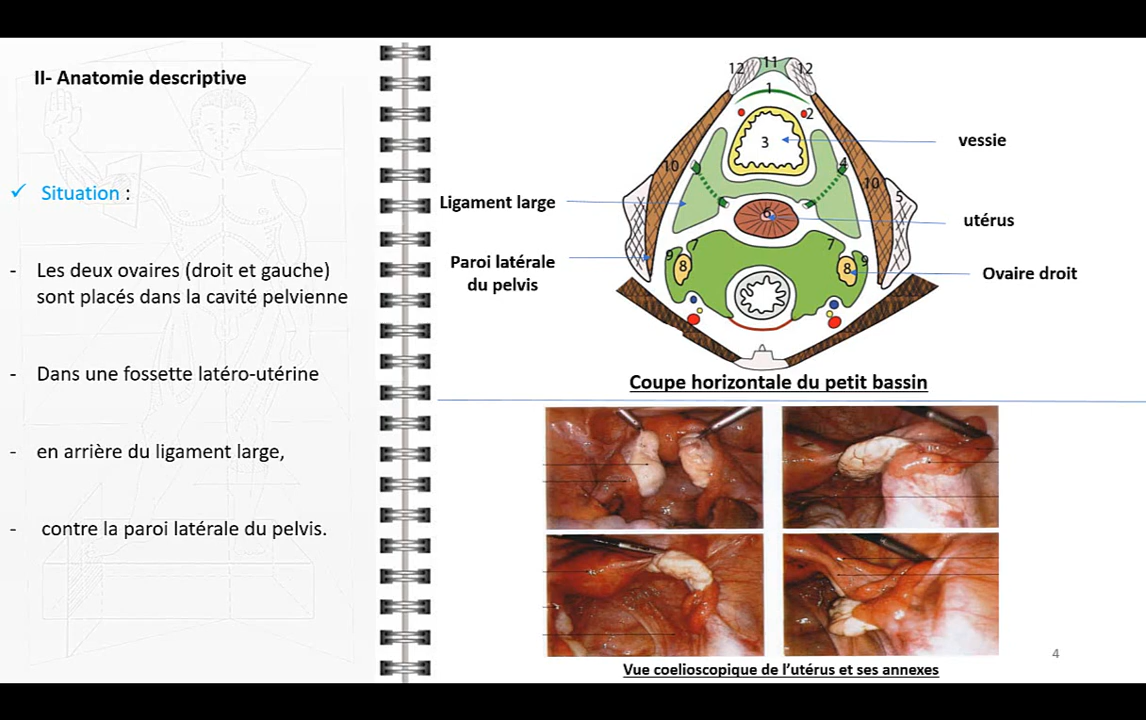 II- Anatomie descriptive
✓ Situation :
- Les deux ovaires (droit et gauche)
sont placés dans la cavité pelvienne
- Dans une fossette latéro-utérine
- en arrière du ligament large,
- contre la paroi latérale du pelvis.
12 11 12
1
2
3
vessie
10 4
10 5
Ligament large
6
utérus
7 7
9 9
8 8
Paroi latérale
du pelvis
Ovaire droit
Coupe horizontale du petit bassin
Vue coelioscopique de l'utérus et ses annexes
4